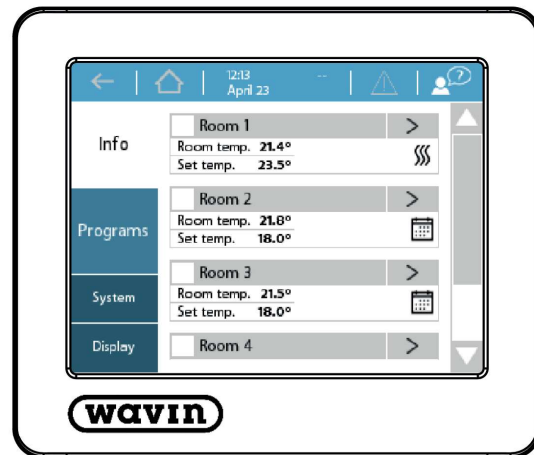 12:13 --
April 23
Info
Programs
System
Display
Room 1 >
Room temp. 21.4°
Set temp. 23.5°
Room 2 >
Room temp. 21.8°
Set temp. 18.0°
Room 3 >
Room temp. 21.5°
Set temp. 18.0°
Room 4 >
wavin